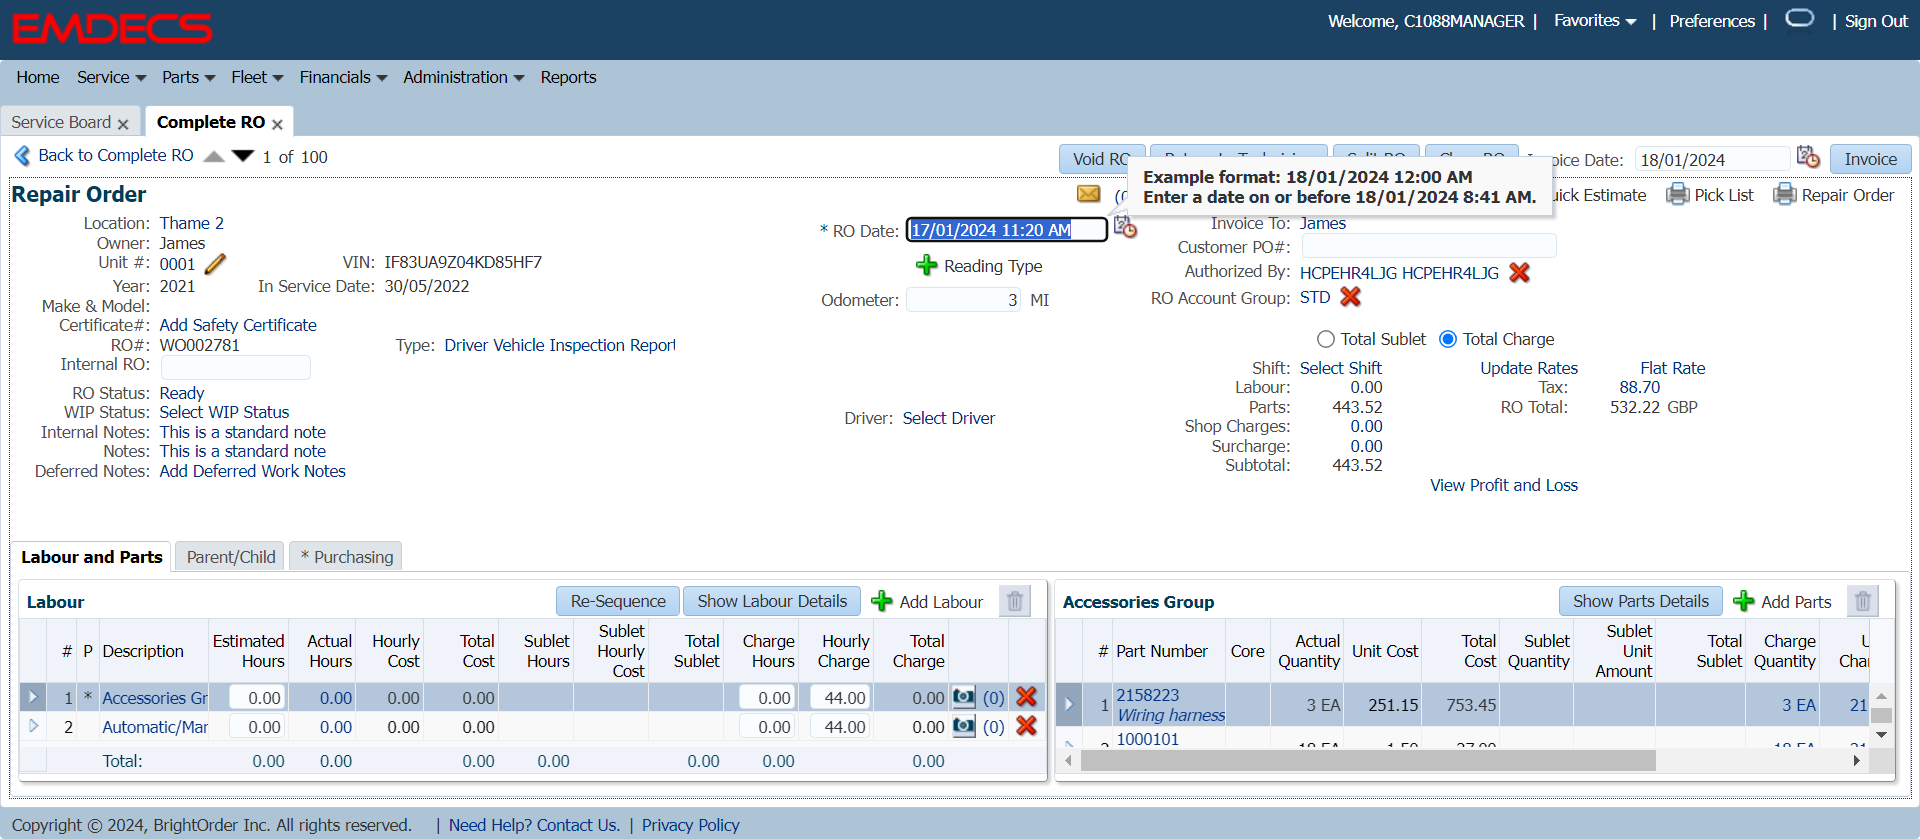 EMDECS
Welcome, C1088MANAGER | Favorites | Preferences | | Sign Out
Home Service Parts Fleet Financials Administration Reports
Service Board Complete RO
Back to Complete RO 1 of 100 Void RO Invoice Date: 18/01/2024 Invoice
Example format: 18/01/2024 12:00 AM
Enter a date on or before 18/01/2024 8:41 AM.
Repair Order Estimate Pick List Repair Order
Location: Thame 2
Owner: James
Unit #: 0001 VIN: IF83UA9Z04KD85HF7
Year: 2021 In Service Date: 30/05/2022
Make & Model:
Certificate#: Add Safety Certificate
RO#: WO002781 Type: Driver Vehicle Inspection Report
Internal RO:
RO Status: Ready
WIP Status: Select WIP Status
Internal Notes: This is a standard note
Notes: This is a standard note
Deferred Notes: Add Deferred Work Notes
* RO Date: 17/01/2024 11:20 AM
Reading Type
Odometer: 3 MI
Driver: Select Driver
Invoice To: James
Customer PO#:
Authorized By: HCPEHR4LJG HCPEHR4LJG
RO Account Group: STD
Total Sublet Total Charge
Shift: Select Shift Update Rates Flat Rate
Labour: 0.00 Tax: 88.70
Parts: 443.52 RO Total: 532.22 GBP
Shop Charges: 0.00
Surcharge: 0.00
Subtotal: 443.52
View Profit and Loss
Labour and Parts Parent/Child * Purchasing
Labour Re-Sequence Show Labour Details Add Labour
# P Description Estimated Hours Actual Hours Hourly Cost Total Cost Sublet Hours Sublet Hourly Cost Total Sublet Charge Hours Hourly Charge Total Charge
1 * Accessories Gr 0.00 0.00 0.00 0.00 0.00 44.00 0.00 (0)
2 Automatic/Mar 0.00 0.00 0.00 0.00 0.00 44.00 0.00 (0)
Total: 0.00 0.00 0.00 0.00 0.00 0.00 0.00
Accessories Group Show Parts Details Add Parts
# Part Number Core Actual Quantity Unit Cost Total Cost Sublet Quantity Sublet Unit Amount Total Sublet Charge Quantity U Char
1 2158223 3 EA 251.15 753.45 3 EA 21
Wiring harness
1000101
Copyright © 2024, BrightOrder Inc. All rights reserved. | Need Help? Contact Us. | Privacy Policy